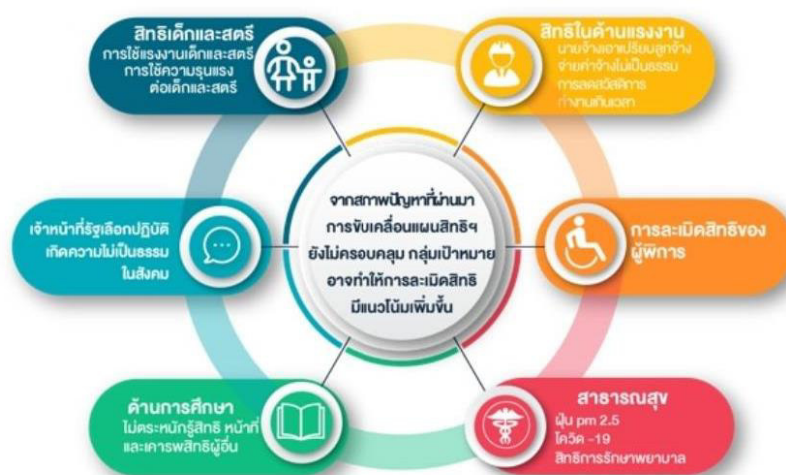 สิทธิเด็กและสตรี
การใช้แรงงานเด็กและสตรี
การใช้ความรุนแรง
ต่อเด็กและสตรี
สิทธิในด้านแรงงาน
นายจ้างเอาเปรียบลูกจ้าง
จ่ายค่าจ้างไม่เป็นธรรม
การลดสวัสดิการ
ทำงานเกินเวลา
เจ้าหน้าที่รัฐเลือกปฏิบัติ
เกิดความไม่เป็นธรรม
ในสังคม
จากสภาพปัญหาที่ผ่านมา
การขับเคลื่อนแผนสิทธิฯ
ยังไม่ครอบคลุม กลุ่มเป้าหมาย
อาจทำให้การละเมิดสิทธิ
มีแนวโน้มเพิ่มขึ้น
การละเมิดสิทธิของ
ผู้พิการ
ด้านการศึกษา
ไม่ตระหนักรู้สิทธิ หน้าที่
และเคารพสิทธิผู้อื่น
สาธารณสุข
ฝุ่น pm 2.5
โควิด -19
สิทธิการรักษาพยาบาล